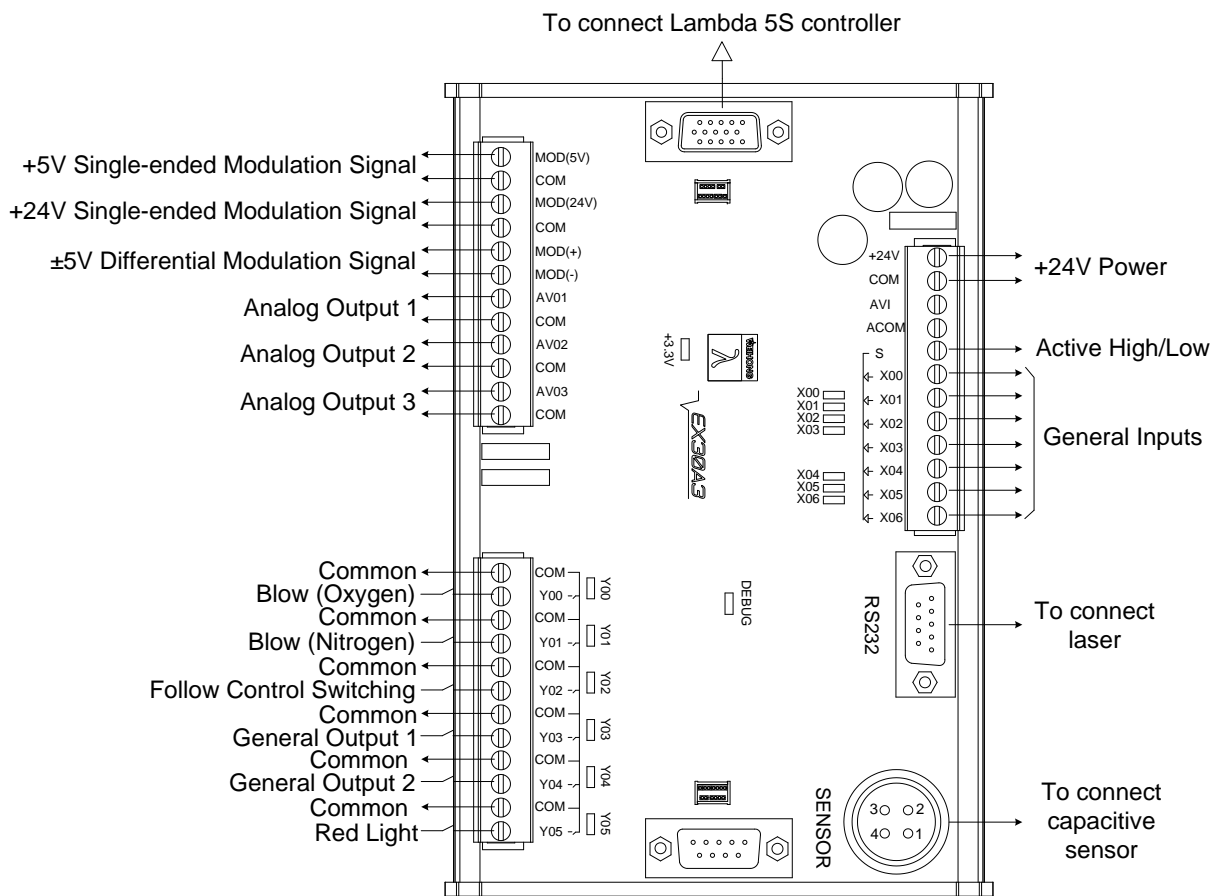 To connect Lambda 5S controller
+5V Single-ended Modulation Signal
+24V Single-ended Modulation Signal
±5V Differential Modulation Signal
Analog Output 1
Analog Output 2
Analog Output 3
MOD(5V)
COM
MOD(24V)
COM
MOD(+)
MOD(-)
AV01
COM
AV02
COM
AV03
COM
+3.3V
WEIHONG
λ
EX30A3
+24V
COM
AVI
ACOM
S
X00
X01
X02
X03
X04
X05
X06
X00
X01
X02
X03
X04
X05
X06
+24V Power
Active High/Low
General Inputs
Common
Blow (Oxygen)
Common
Blow (Nitrogen)
Common
Follow Control Switching
Common
General Output 1
Common
General Output 2
Common
Red Light
COM
Y00
COM
Y01
COM
Y02
COM
Y03
COM
Y04
COM
Y05
Y00
Y01
Y02
Y03
Y04
Y05
DEBUG
RS232
To connect
laser
SENSOR
3 2
4 1
To connect
capacitive
sensor